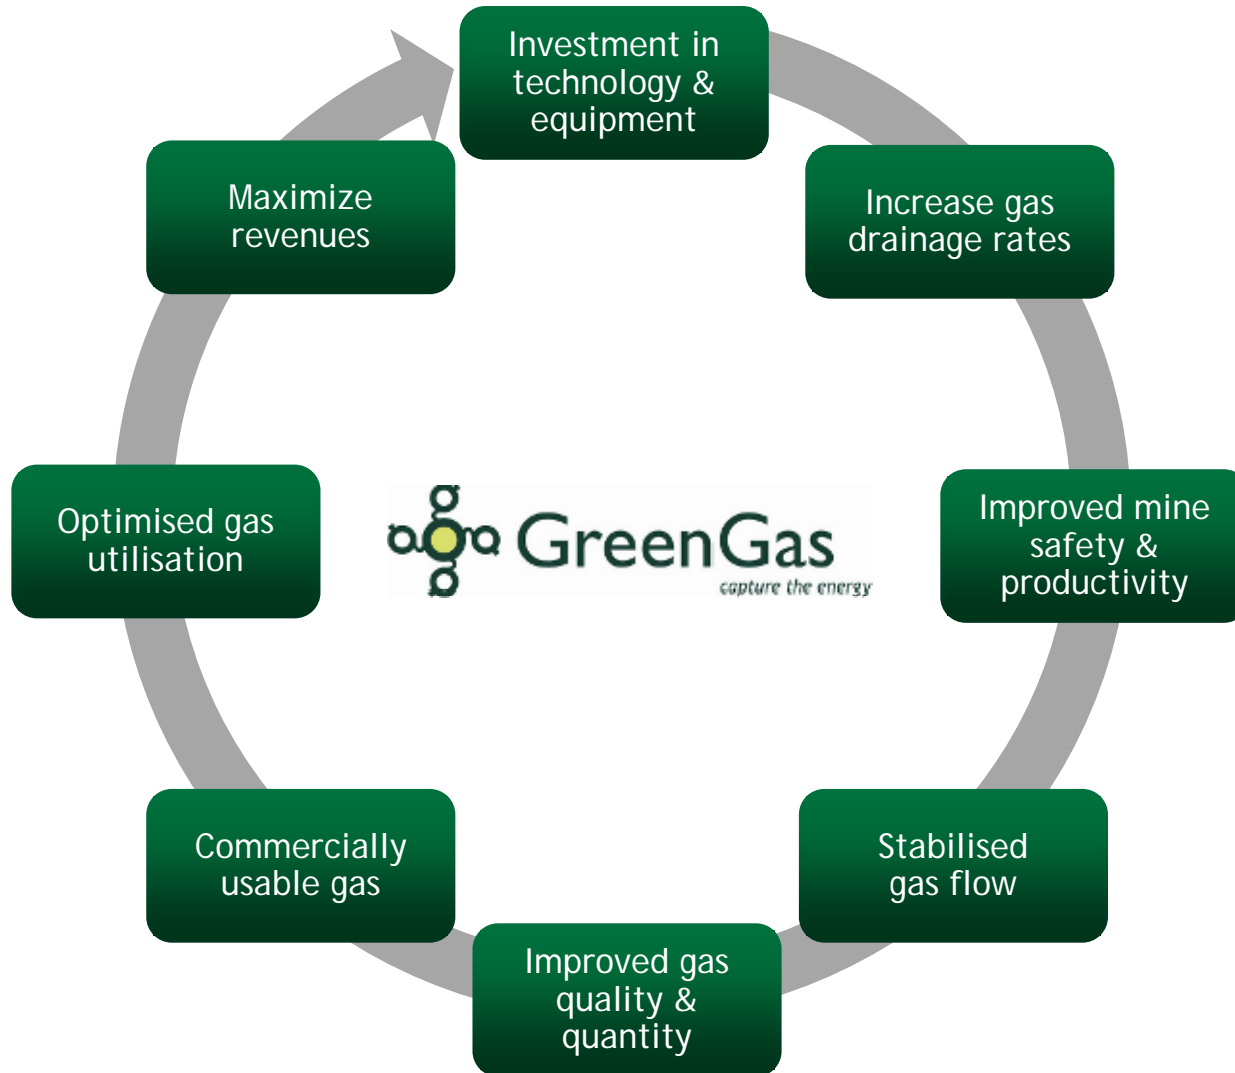 Investment in
technology &
equipment
Increase gas
drainage rates
Improved mine
safety &
productivity
Stabilised
gas flow
Improved gas
quality &
quantity
Commercially
usable gas
Optimised gas
utilisation
Maximize
revenues
GreenGas
capture the energy